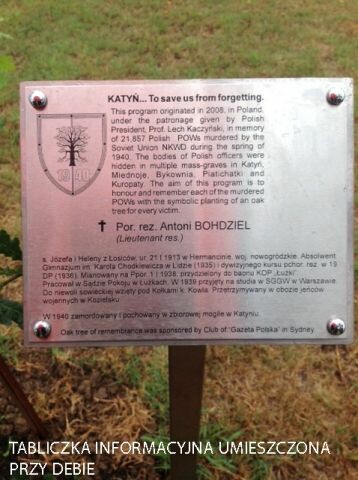 KATYŃ... To save us from forgetting.
This program originated in 2008, in Poland,
under the patronage given by Polish
President, Prof. Lech Kaczyński, in memory
of 21,857 Polish POWs murdered by the
Soviet Union NKWD during the spring of
1940. The bodies of Polish officers were
hidden in multiple mass-graves in Katyń,
Miednoje, Bykownia, Piatichatki and
Kuropaty. The aim of this program is to
honour and remember each of the murdered
POWs with the symbolic planting of an oak
tree for every victim.
1940
Por. rez. Antoni BOHDZIEL
(Lieutenant res.)
s. Józefa i Heleny z Łosiców, ur. 21 I 1913 w Hermancinie, woj. nowogródzkie. Absolwent
Gimnazjum im. Karola Chodkiewicza w Lidzie (1935) i dywizyjnego kursu pchor. rez. w 19
DP (1936). Mianowany na Ppor. 1 I 1938, przydzielony do baonu KOP „Łużki”.
Pracował w Sądzie Pokoju w Łużkach. W 1939 przyjęty na studia w SGGW w Warszawie.
Do niewoli sowieckiej wzięty pod Kołkami k. Kowla. Przetrzymywany w obozie jeńców
wojennych w Kozielsku
W 1940 zamordowany i pochowany w zbiorowej mogile w Katyniu
Oak tree of remembrance was sponsored by Club of "Gazeta Polska" in Sydney
TABLICZKA INFORMACYJNA UMIESZCZONA
PRZY DEBIE